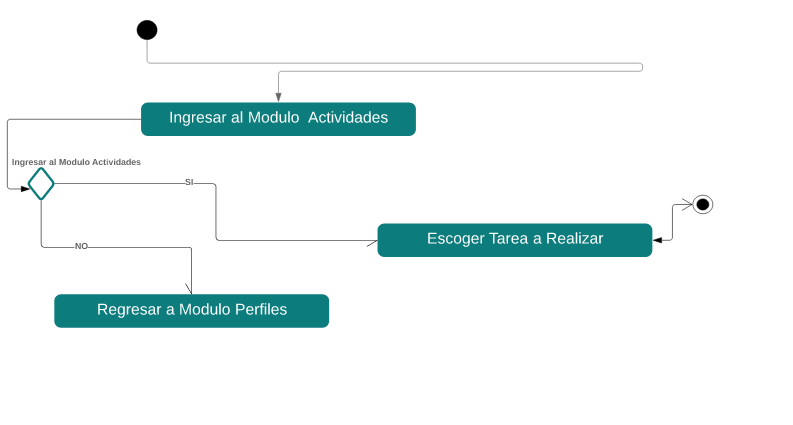 Ingresar al Modulo  Actividades
Ingresar al Modulo Actividades
SI
Escoger Tarea a Realizar
NO
Regresar a Modulo Perfiles